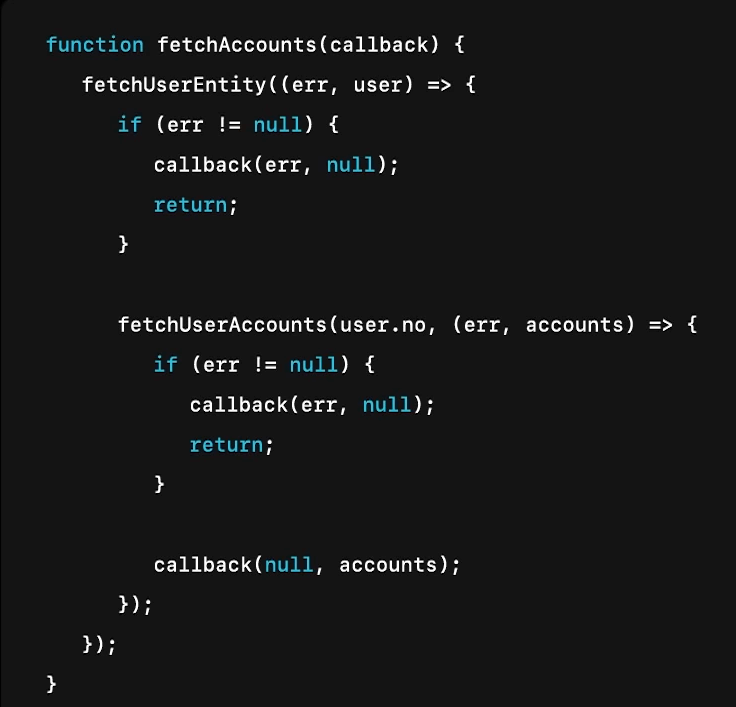 function fetchAccounts(callback) {
   fetchUserEntity((err, user) => {
      if (err != null) {
         callback(err, null);
         return;
      }

      fetchUserAccounts(user.no, (err, accounts) => {
         if (err != null) {
            callback(err, null);
            return;
         }

         callback(null, accounts);
      });
   });
}